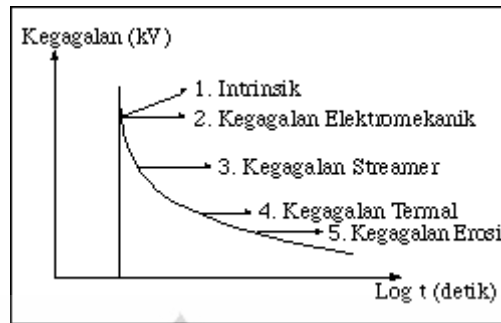 Kegagalan (kV)
1. Intrinsik
2. Kegagalan Elektromekanik
3. Kegagalan Streamer
4. Kegagalan Termal
5. Kegagalan Erosi
Log t (detik)